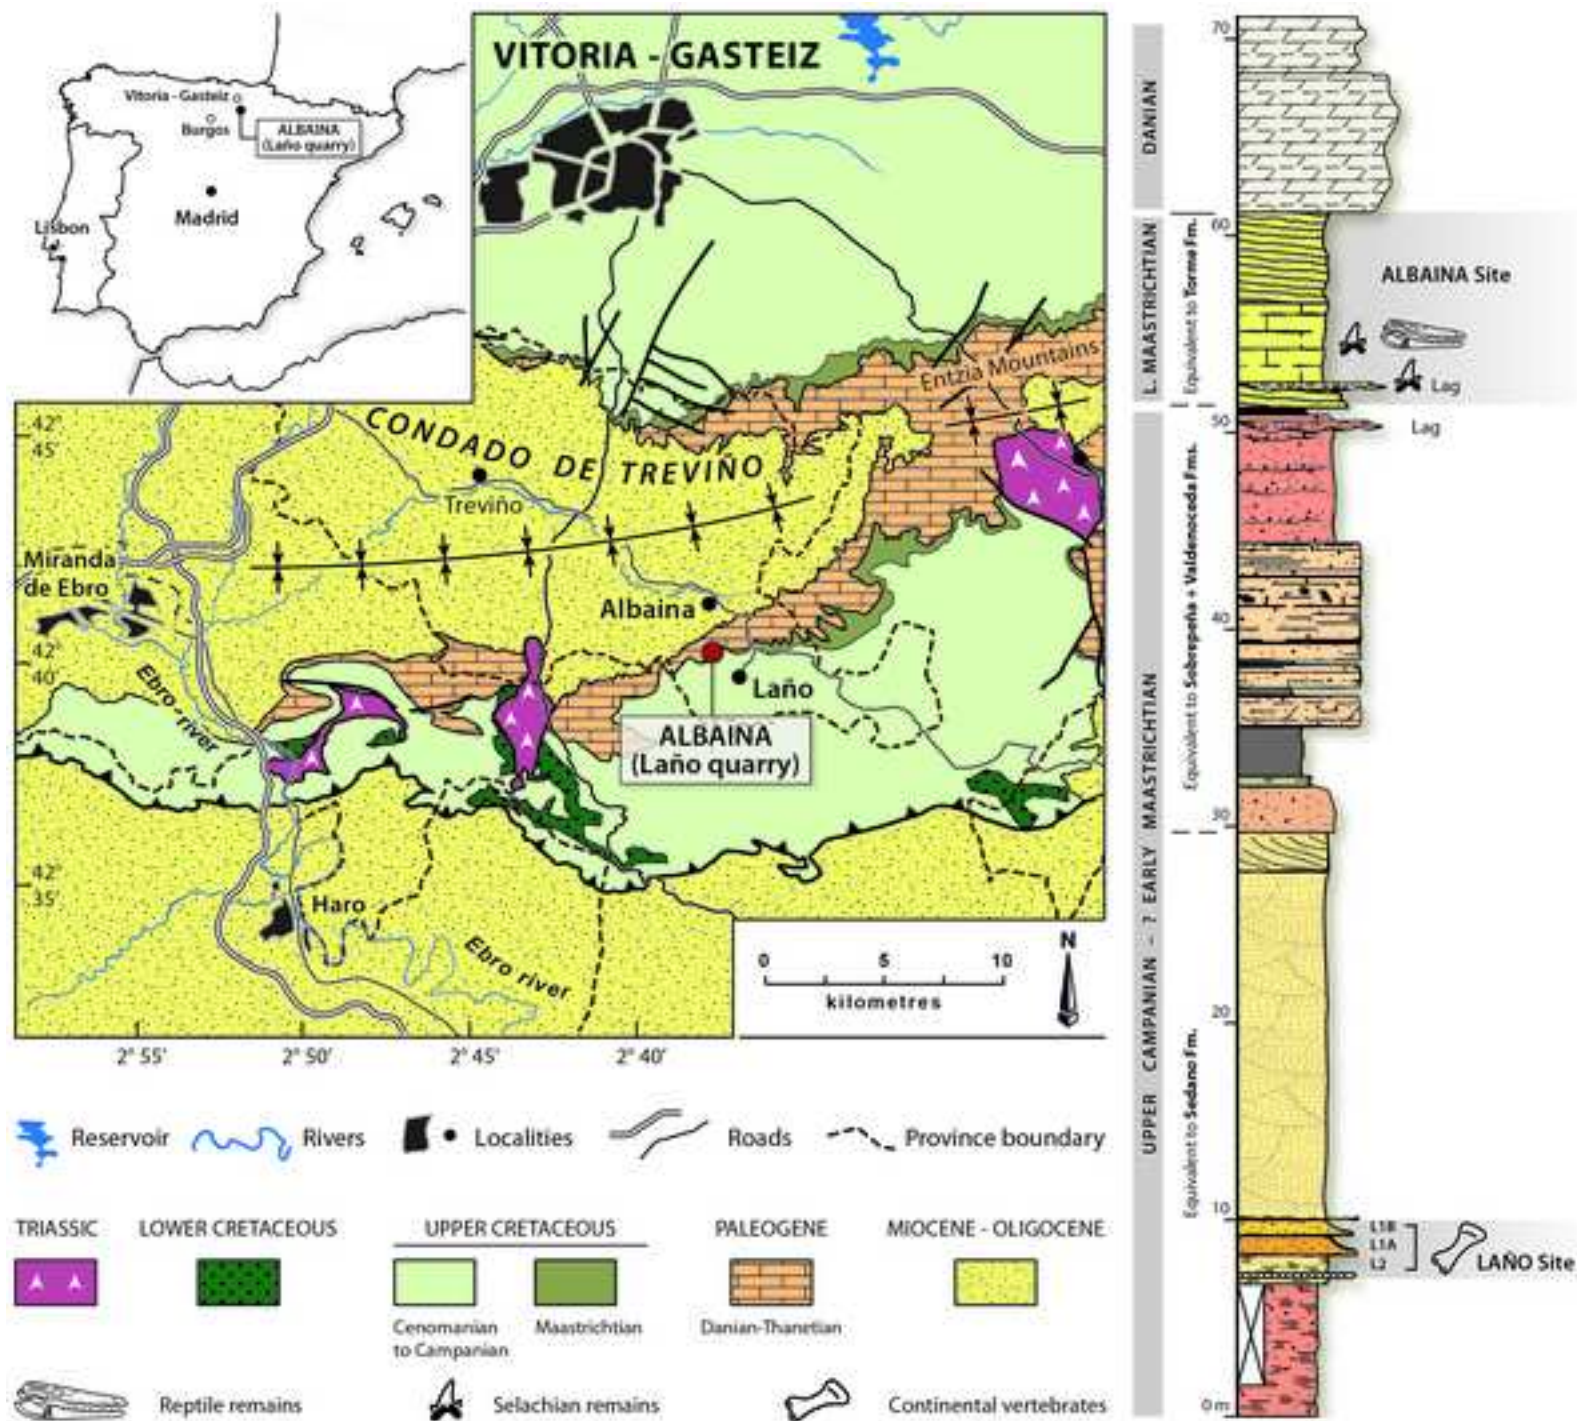 Vitoria - Gasteiz
Burgos
ALBAINA
(Laño quarry)
Madrid
Lisbon
VITORIA - GASTEIZ
Entzia Mountains
CONDADO DE TREVIÑO
Treviño
Miranda
de Ebro
Albaina
Laño
ALBAINA
(Laño quarry)
Ebro river
Haro
Ebro river
42°
45'
42°
40'
42°
35'
2° 55'
2° 50'
2° 45'
2° 40'
0
5
10
kilometres
N
Reservoir
Rivers
Localities
Roads
Province boundary
TRIASSIC
LOWER CRETACEOUS
UPPER CRETACEOUS
PALEOGENE
MIOCENE - OLIGOCENE
Cenomanian
to Campanian
Maastrichtian
Danian-Thanetian
Reptile remains
Selachian remains
Continental vertebrates
DANIAN
L. MAASTRICHTIAN
UPPER CAMPANIAN - ? EARLY MAASTRICHTIAN
Equivalent to Torme Fm.
Equivalent to Sobrepeña + Valdenoceda Fms.
Equivalent to Sedano Fm.
70
60
50
40
30
20
10
0 m
ALBAINA Site
Lag
Lag
L1B
L1A
L2
LAÑO Site